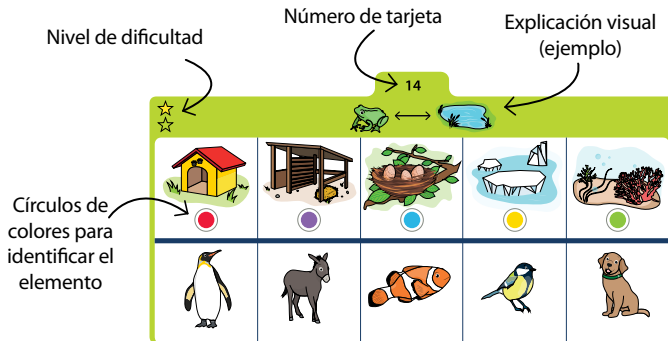 Nivel de dificultad
Número de tarjeta
Explicación visual
(ejemplo)
14
Círculos de
colores para
identificar el
elemento